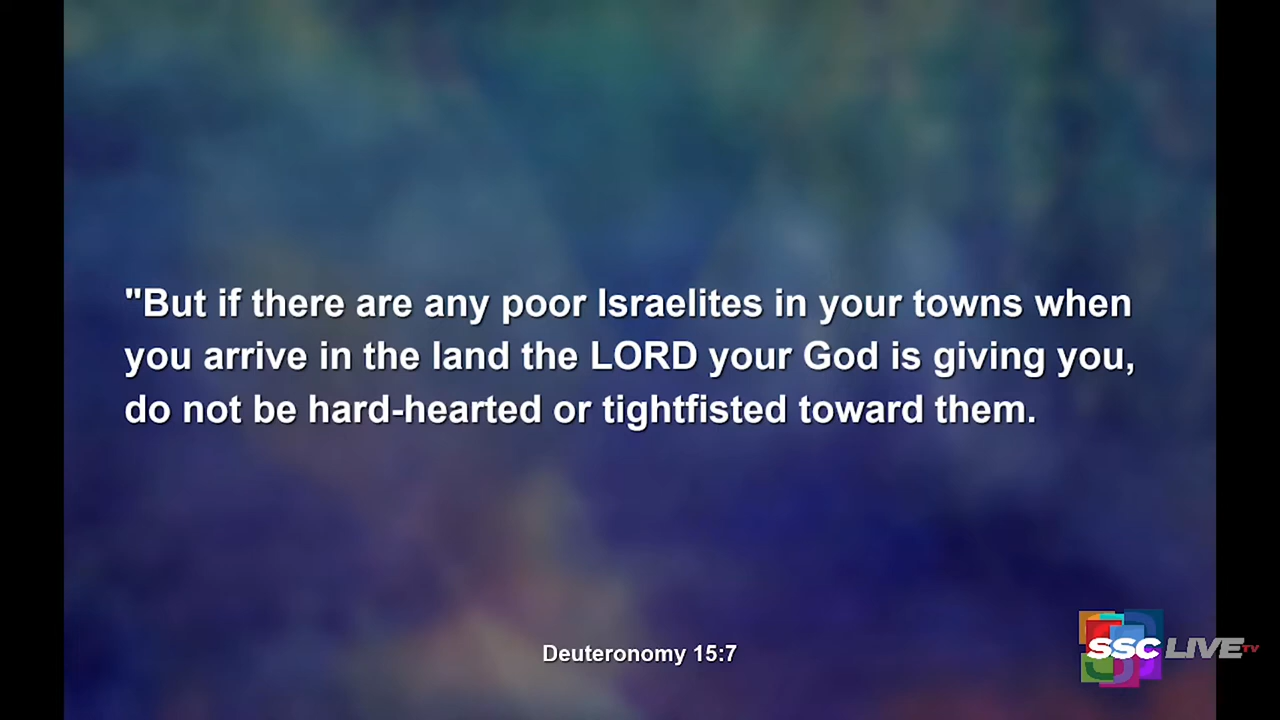 "But if there are any poor Israelites in your towns when
you arrive in the land the LORD your God is giving you,
do not be hard-hearted or tightfisted toward them.
Deuteronomy 15:7
SSC LIVE TV